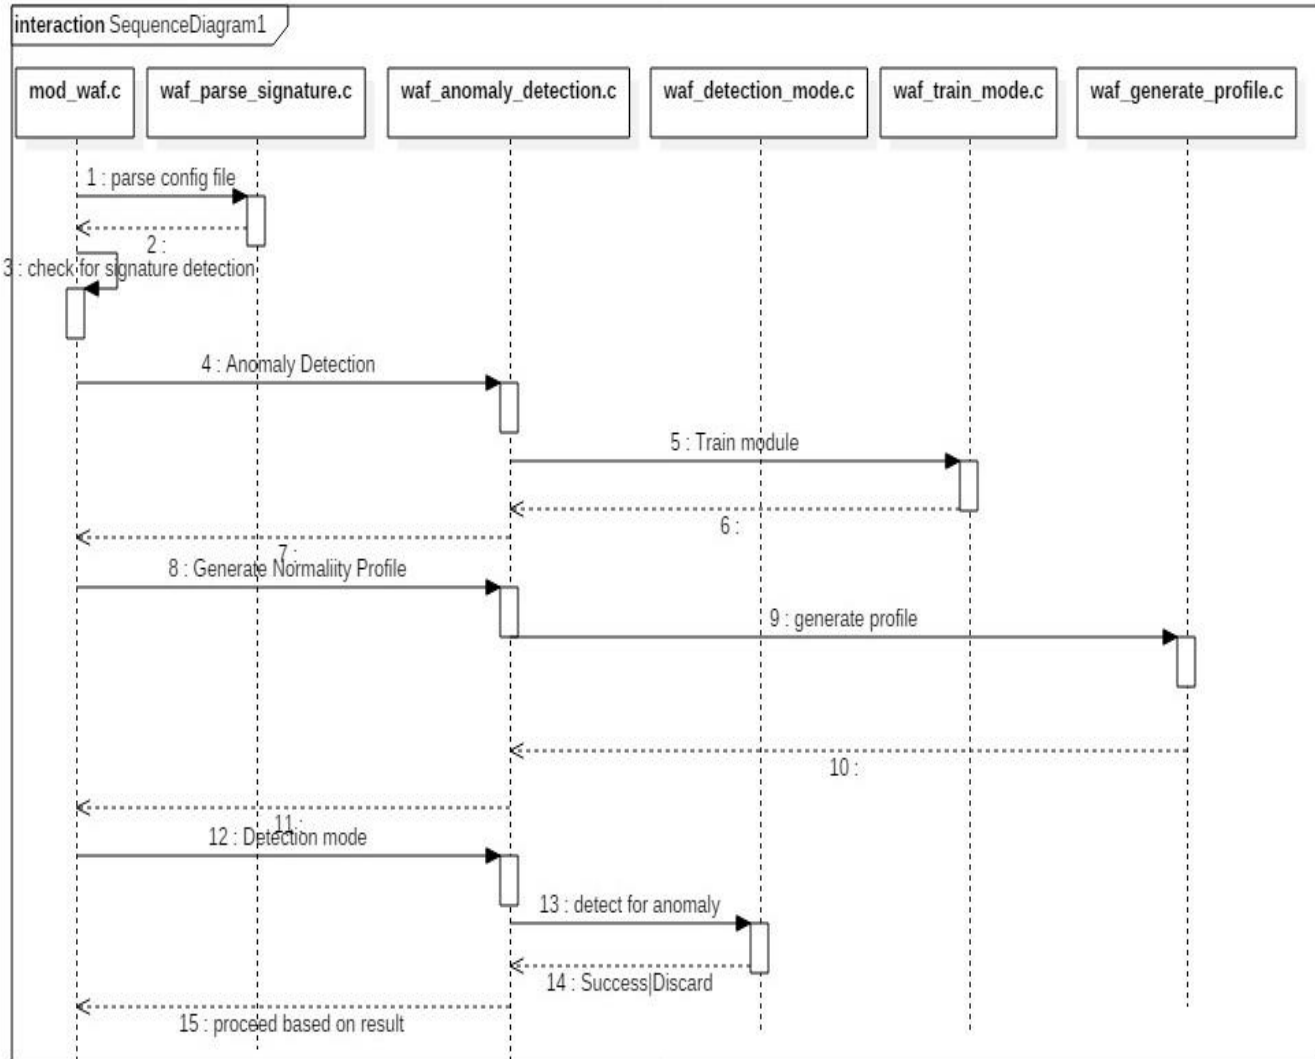 interaction SequenceDiagram1
mod_waf.c
waf_parse_signature.c
waf_anomaly_detection.c
waf_detection_mode.c
waf_train_mode.c
waf_generate_profile.c
1 : parse config file
2 :
3 : check for signature detection
4 : Anomaly Detection
5 : Train module
6 :
7 :
8 : Generate Normaliity Profile
9 : generate profile
10 :
11 :
12 : Detection mode
13 : detect for anomaly
14 : Success|Discard
15 : proceed based on result